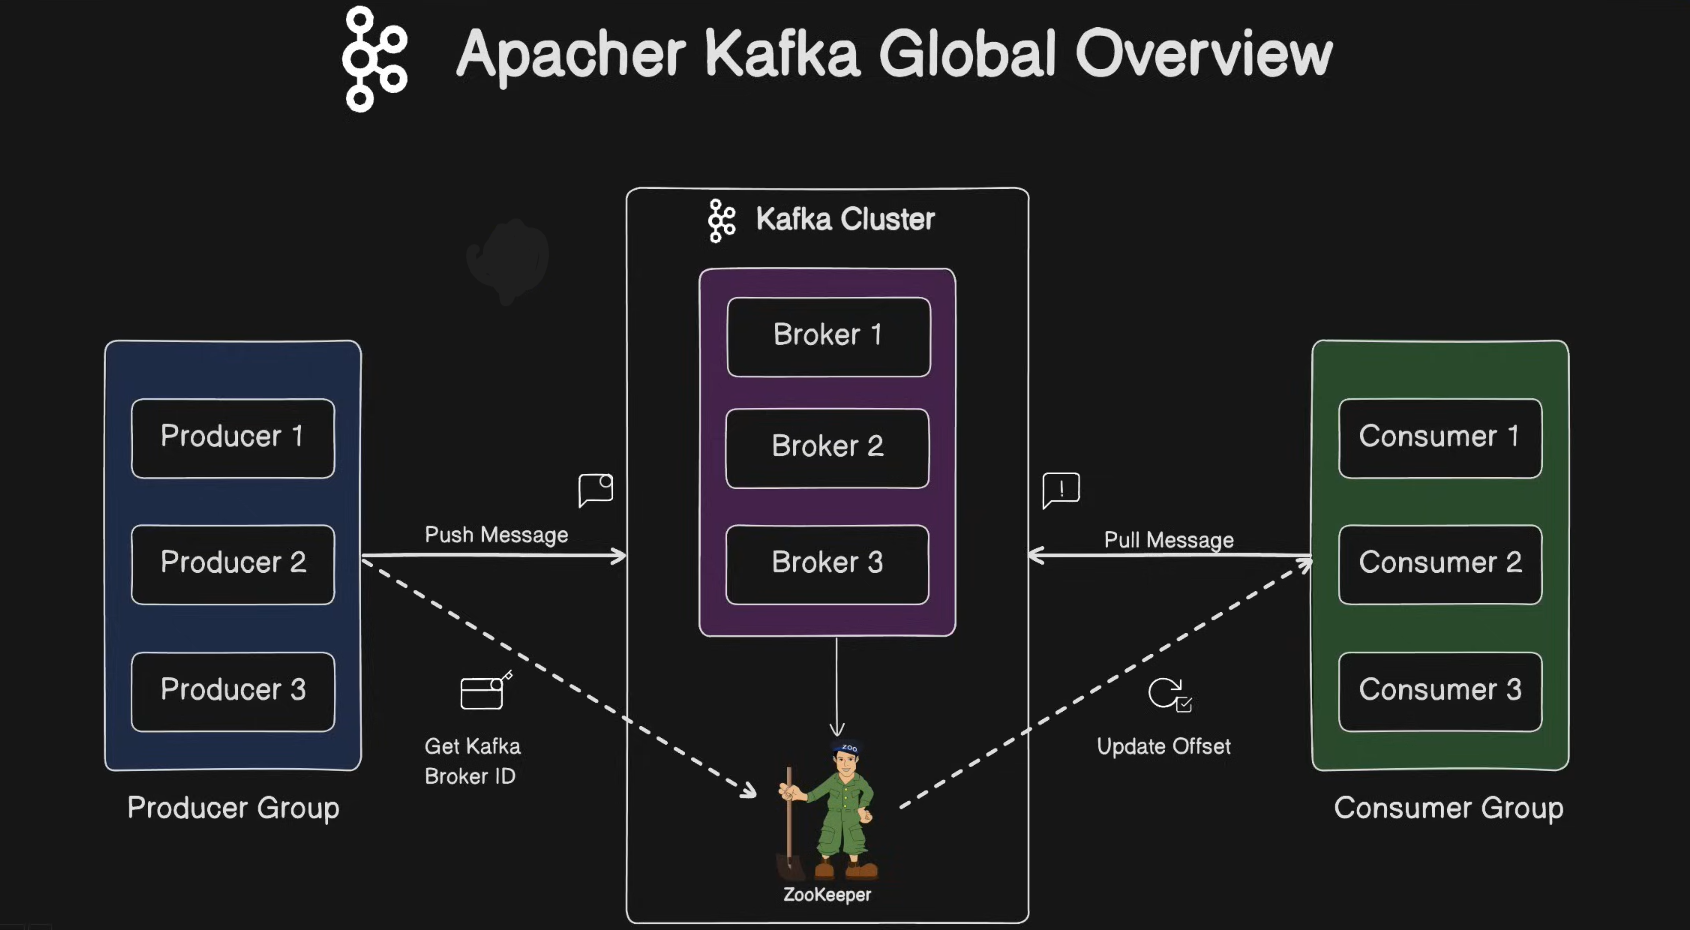 Apacher Kafka Global Overview
Kafka Cluster
Broker 1
Broker 2
Broker 3
Producer 1
Producer 2
Producer 3
Producer Group
Push Message
Get Kafka
Broker ID
Pull Message
Update Offset
Consumer 1
Consumer 2
Consumer 3
Consumer Group
ZOO
ZooKeeper